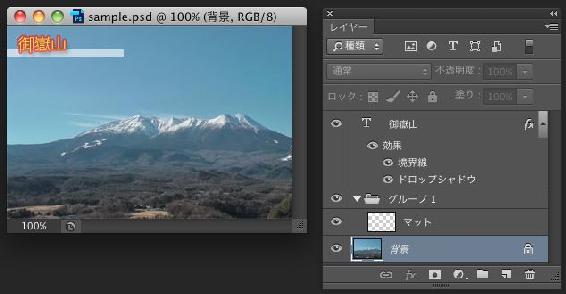 sample.psd @ 100% (背景, RGB/8)
御嶽山
100%
レイヤー
種類
通常
不透明度: 100%
ロック:
塗り: 100%
T 御嶽山 fx
効果
境界線
ドロップシャドウ
グループ 1
マット
背景
fx